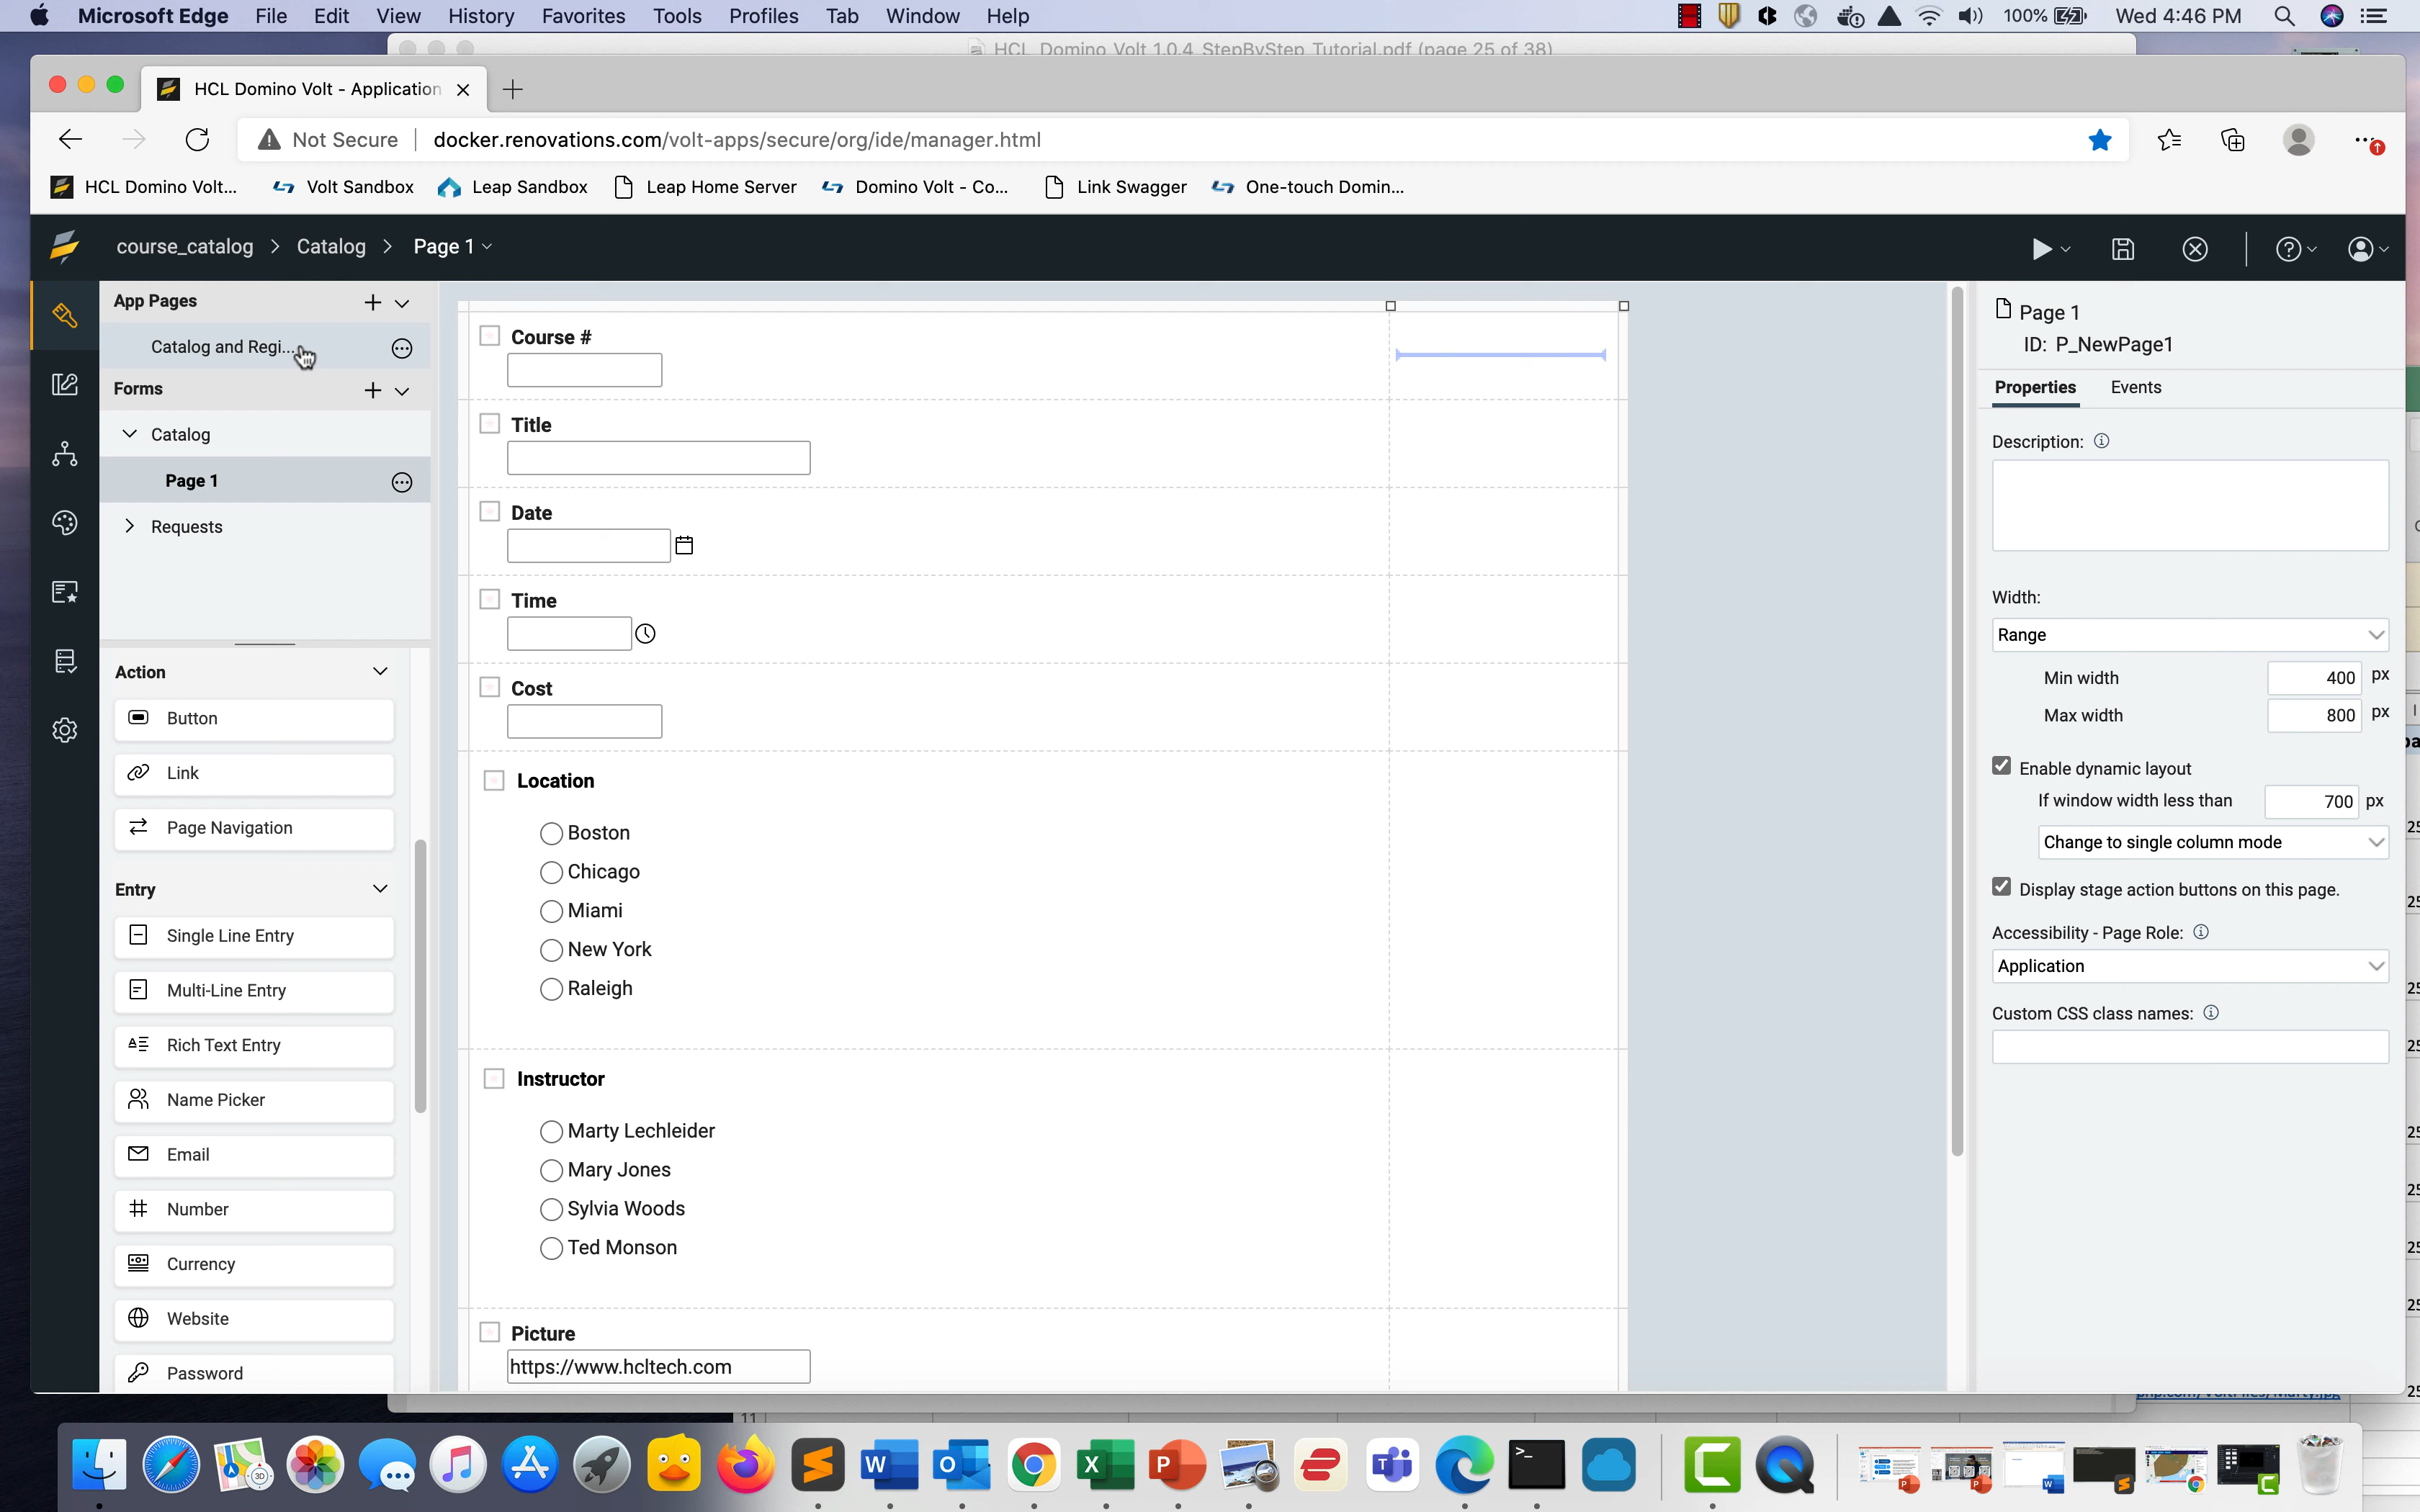 Microsoft Edge File Edit View History Favorites Tools Profiles Tab Window Help 100% Wed 4:46 PM
HCL Domino Volt 1.0.4 StepByStep Tutorial.pdf (page 25 of 38)
HCL Domino Volt - Application
Not Secure docker.renovations.com/volt-apps/secure/org/ide/manager.html
HCL Domino Volt... Volt Sandbox Leap Sandbox Leap Home Server Domino Volt - Co... Link Swagger One-touch Domin...
course_catalog > Catalog > Page 1
App Pages
Catalog and Regi...
Forms
Catalog
Page 1
Requests
Action
Button
Link
Page Navigation
Entry
Single Line Entry
Multi-Line Entry
Rich Text Entry
Name Picker
Email
Number
Currency
Website
Password
Course #
Title
Date
Time
Cost
Location
Boston
Chicago
Miami
New York
Raleigh
Instructor
Marty Lechleider
Mary Jones
Sylvia Woods
Ted Monson
Picture
https://www.hcltech.com
Page 1
ID: P_NewPage1
Properties Events
Description:
Width:
Range
Min width 400 px
Max width 800 px
Enable dynamic layout
If window width less than 700 px
Change to single column mode
Display stage action buttons on this page.
Accessibility - Page Role:
Application
Custom CSS class names:
11